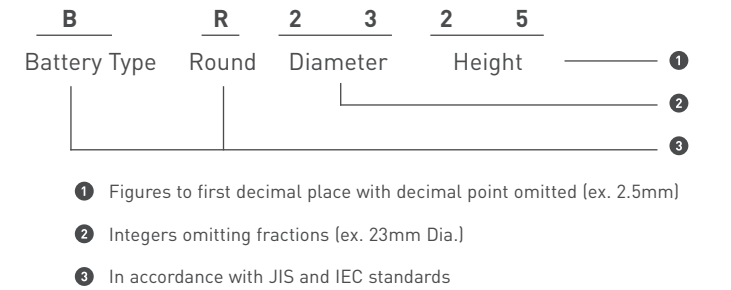 B R 2 3 2 5
Battery Type Round Diameter Height 1
2
3
1 Figures to first decimal place with decimal point omitted (ex. 2.5mm)
2 Integers omitting fractions (ex. 23mm Dia.)
3 In accordance with JIS and IEC standards